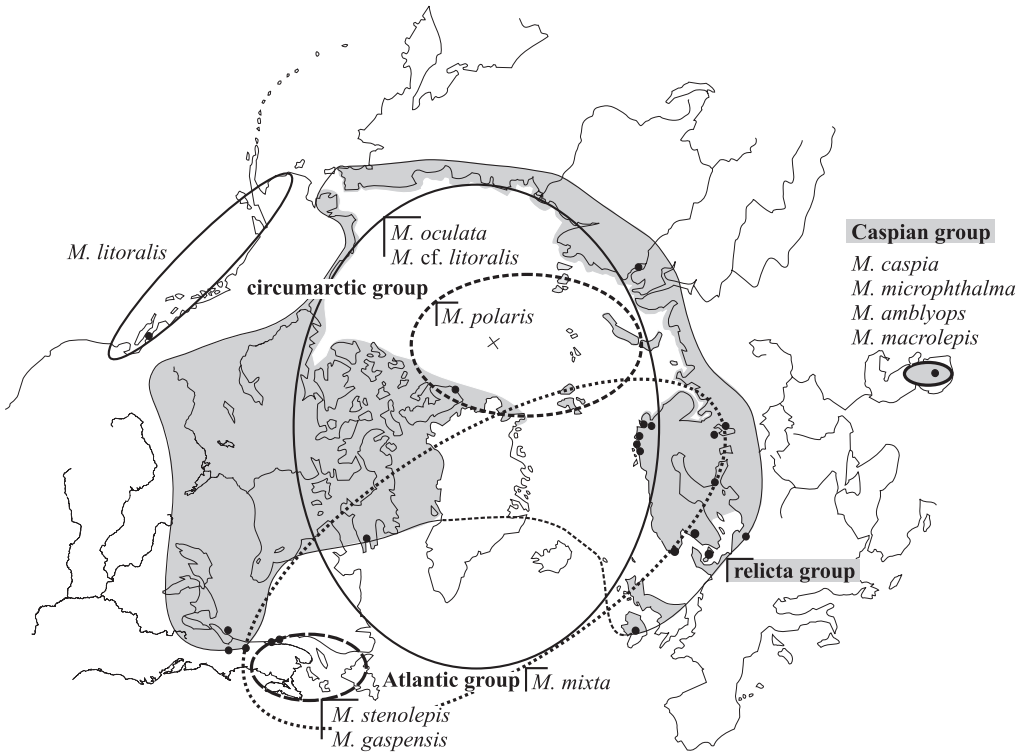 M. litoralis
M. oculata
M. cf. litoralis
circumarctic group
M. polaris
Caspian group
M. caspia
M. microphthalma
M. amblyops
M. macrolepis
relicta group
Atlantic group
M. mixta
M. stenolepis
M. gaspensis